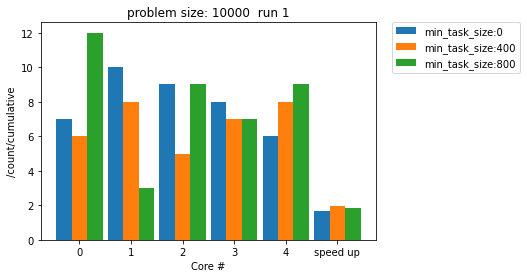 problem size: 10000  run 1
min_task_size:0
min_task_size:400
min_task_size:800
/count/cumulative
12
10
8
6
4
2
0
0 1 2 3 4 speed up
Core #